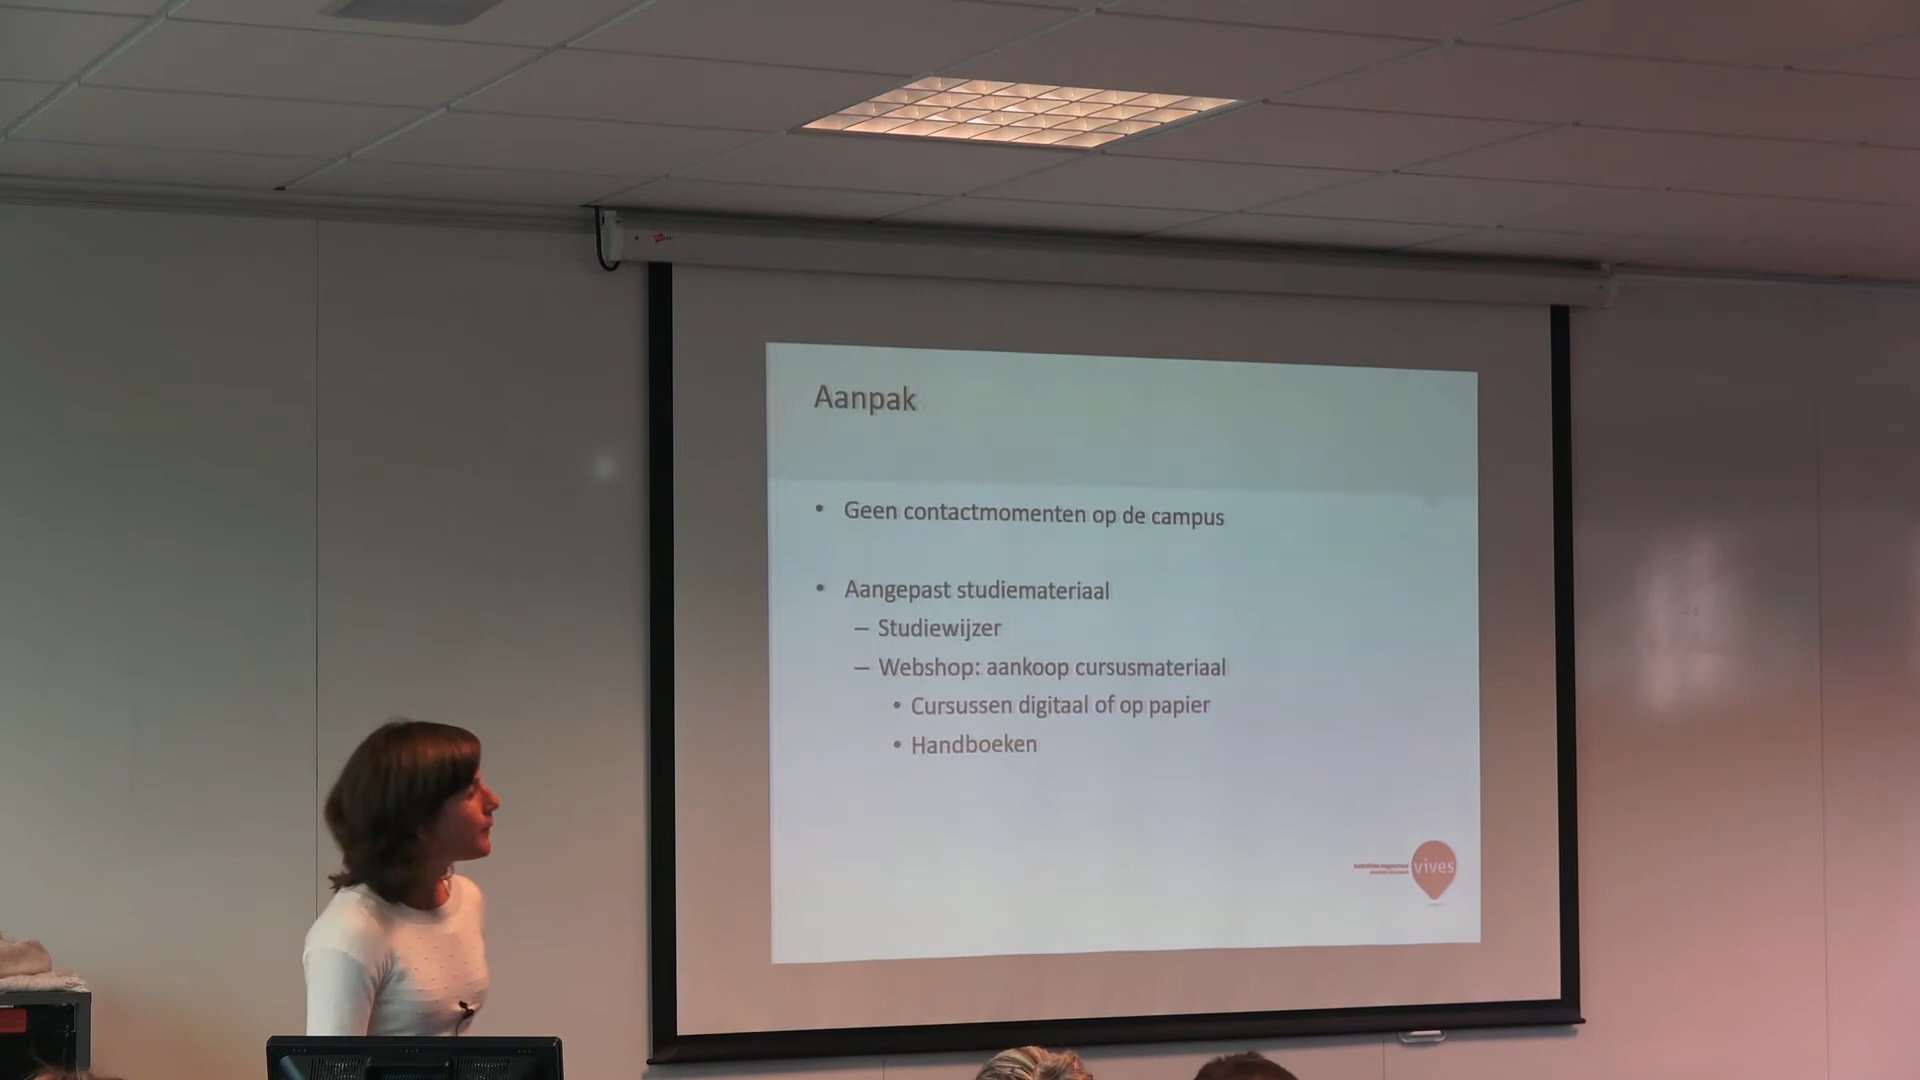 Aanpak
• Geen contactmomenten op de campus
• Aangepast studiemateriaal
– Studiewijzer
– Webshop: aankoop cursusmateriaal
• Cursussen digitaal of op papier
• Handboeken
vives